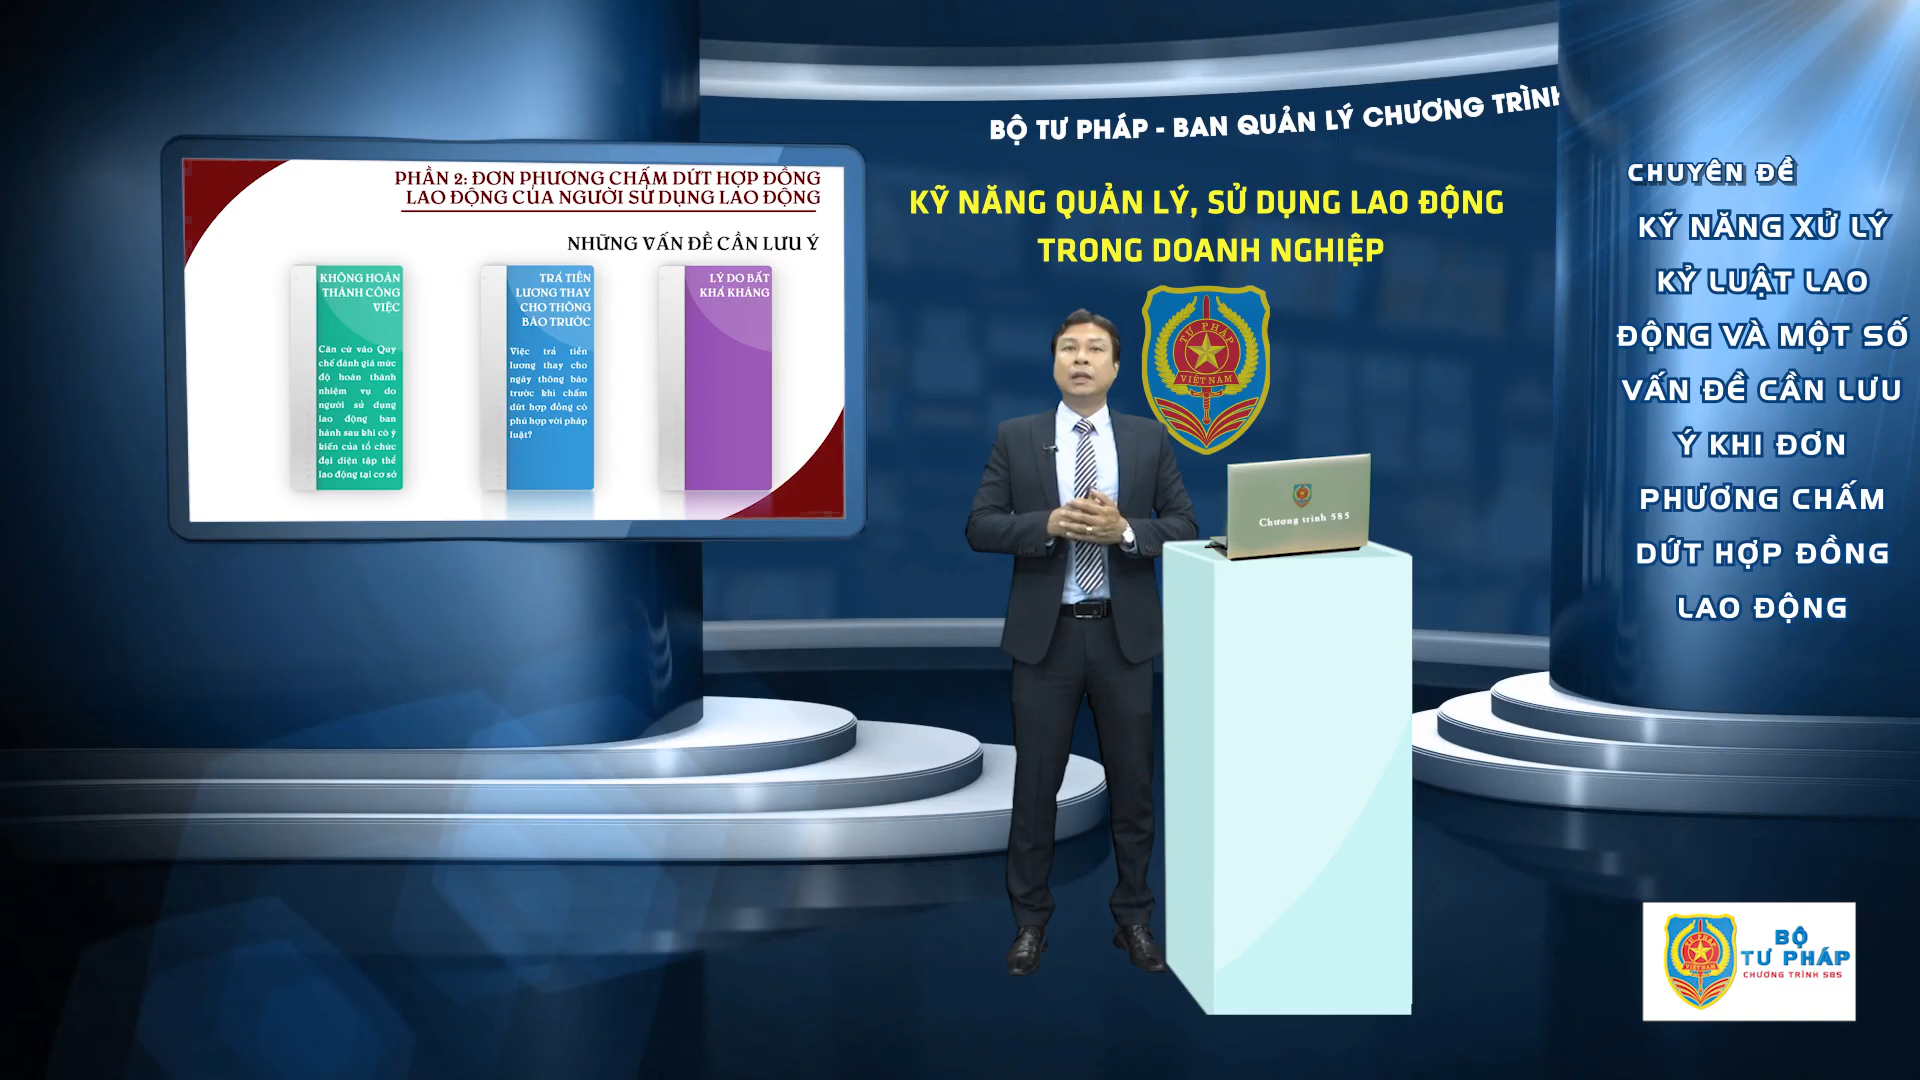 PHẦN 2: ĐƠN PHƯƠNG CHẤM DỨT HỢP ĐỒNG
LAO ĐỘNG CỦA NGƯỜI SỬ DỤNG LAO ĐỘNG
NHỮNG VẤN ĐỀ CẦN LƯU Ý
KHÔNG HOÀN
THÀNH CÔNG
VIỆC
Căn cứ vào Quy
chế đánh giá mức
độ hoàn thành
nhiệm vụ do
người sử dụng
lao động ban
hành sau khi có ý
kiến của tổ chức
đại diện tập thể
lao động tại cơ sở
TRẢ TIỀN
LƯƠNG THAY
CHO THÔNG
BÁO TRƯỚC
Việc trả tiền
lương thay cho
ngày thông báo
trước khi chấm
dứt hợp đồng có
phù hợp với pháp
luật?
LÝ DO BẤT
KHẢ KHÁNG
BỘ TƯ PHÁP - BAN QUẢN LÝ CHƯƠNG TRÌNH
KỸ NĂNG QUẢN LÝ, SỬ DỤNG LAO ĐỘNG
TRONG DOANH NGHIỆP
TƯ PHÁP
VIỆT NAM
Chương trình 585
CHUYÊN ĐỀ
KỸ NĂNG XỬ LÝ
KỶ LUẬT LAO
ĐỘNG VÀ MỘT SỐ
VẤN ĐỀ CẦN LƯU
Ý KHI ĐƠN
PHƯƠNG CHẤM
DỨT HỢP ĐỒNG
LAO ĐỘNG
TƯ PHÁP
VIỆT NAM
BỘ
TƯ PHÁP
CHƯƠNG TRÌNH 585